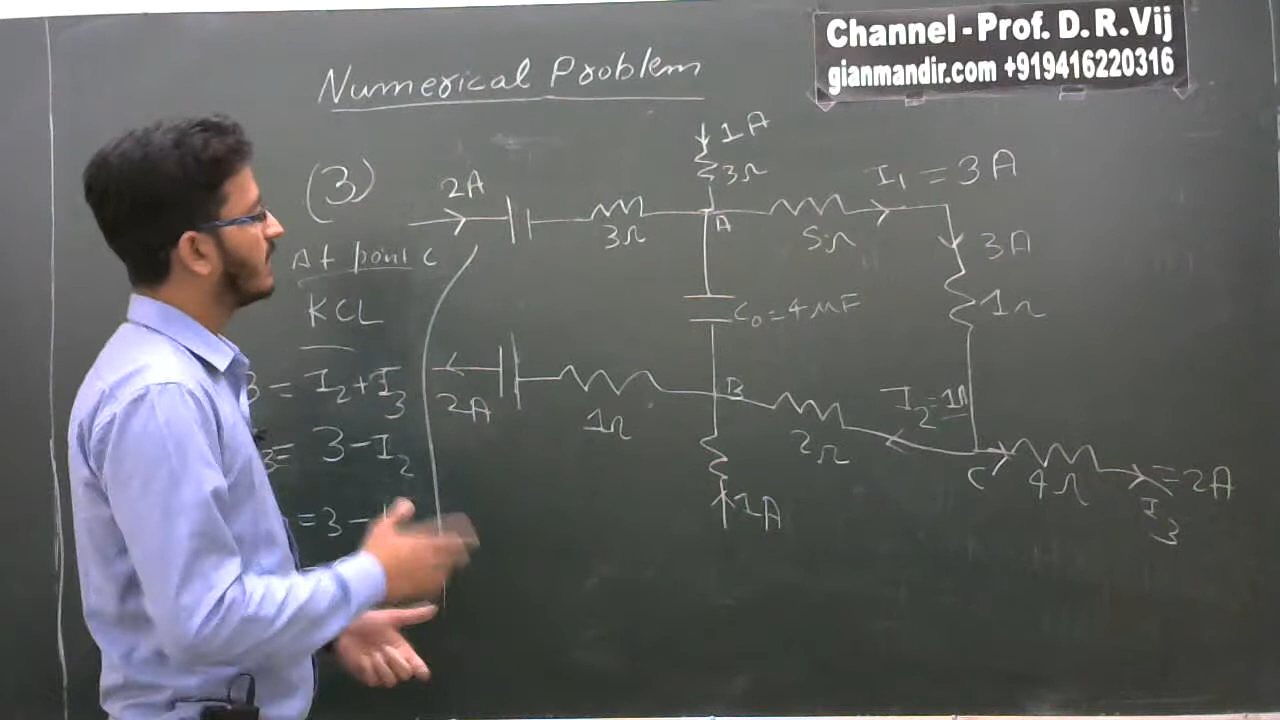 Channel - Prof. D. R. Vij
gianmandir.com +919416220316
Numerical Problem
(3)
At point C
KCL
3 = I2 + I3
3 = 3 - I2
= 3 -
2A
3Ω
1A
3Ω
A
5Ω
I1 = 3A
3A
1Ω
C0 = 4μF
2A
1Ω
B
2Ω
I2 = 1A
C
4Ω
I3 = 2A
1A